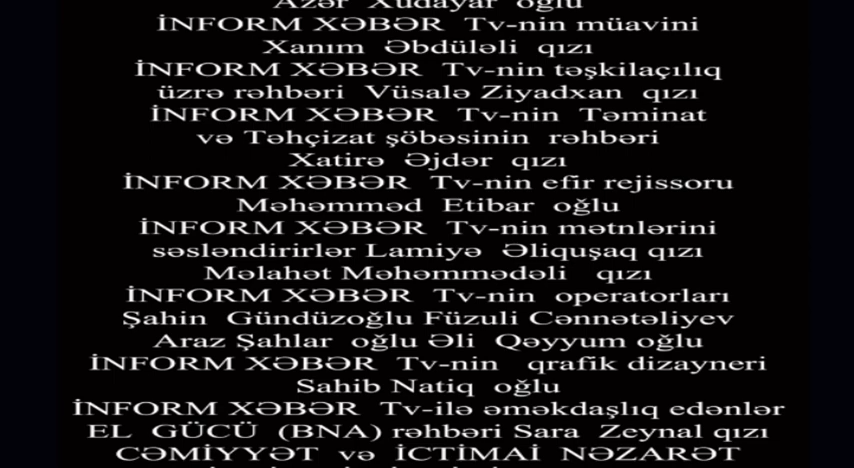 Azər Xudayar oğlu
İNFORM XƏBƏR Tv-nin müavini
Xanım Əbdüləli qızı
İNFORM XƏBƏR Tv-nin təşkilaçılıq
üzrə rəhbəri Vüsalə Ziyadxan qızı
İNFORM XƏBƏR Tv-nin Təminat
və Təhçizat şöbəsinin rəhbəri
Xatirə Əjdər qızı
İNFORM XƏBƏR Tv-nin efir rejissoru
Məhəmməd Etibar oğlu
İNFORM XƏBƏR Tv-nin mətnlərini
səsləndirirlər Lamiyə Əliquşaq qızı
Məlahət Məhəmmədəli qızı
İNFORM XƏBƏR Tv-nin operatorları
Şahin Gündüzoğlu Füzuli Cənnətəliyev
Araz Şahlar oğlu Əli Qəyyum oğlu
İNFORM XƏBƏR Tv-nin qrafik dizayneri
Sahib Natiq oğlu
İNFORM XƏBƏR Tv-ilə əməkdaşlıq edənlər
EL GÜCÜ (BNA) rəhbəri Sara Zeynal qızı
CƏMİYYƏT və İCTİMAİ NƏZARƏT